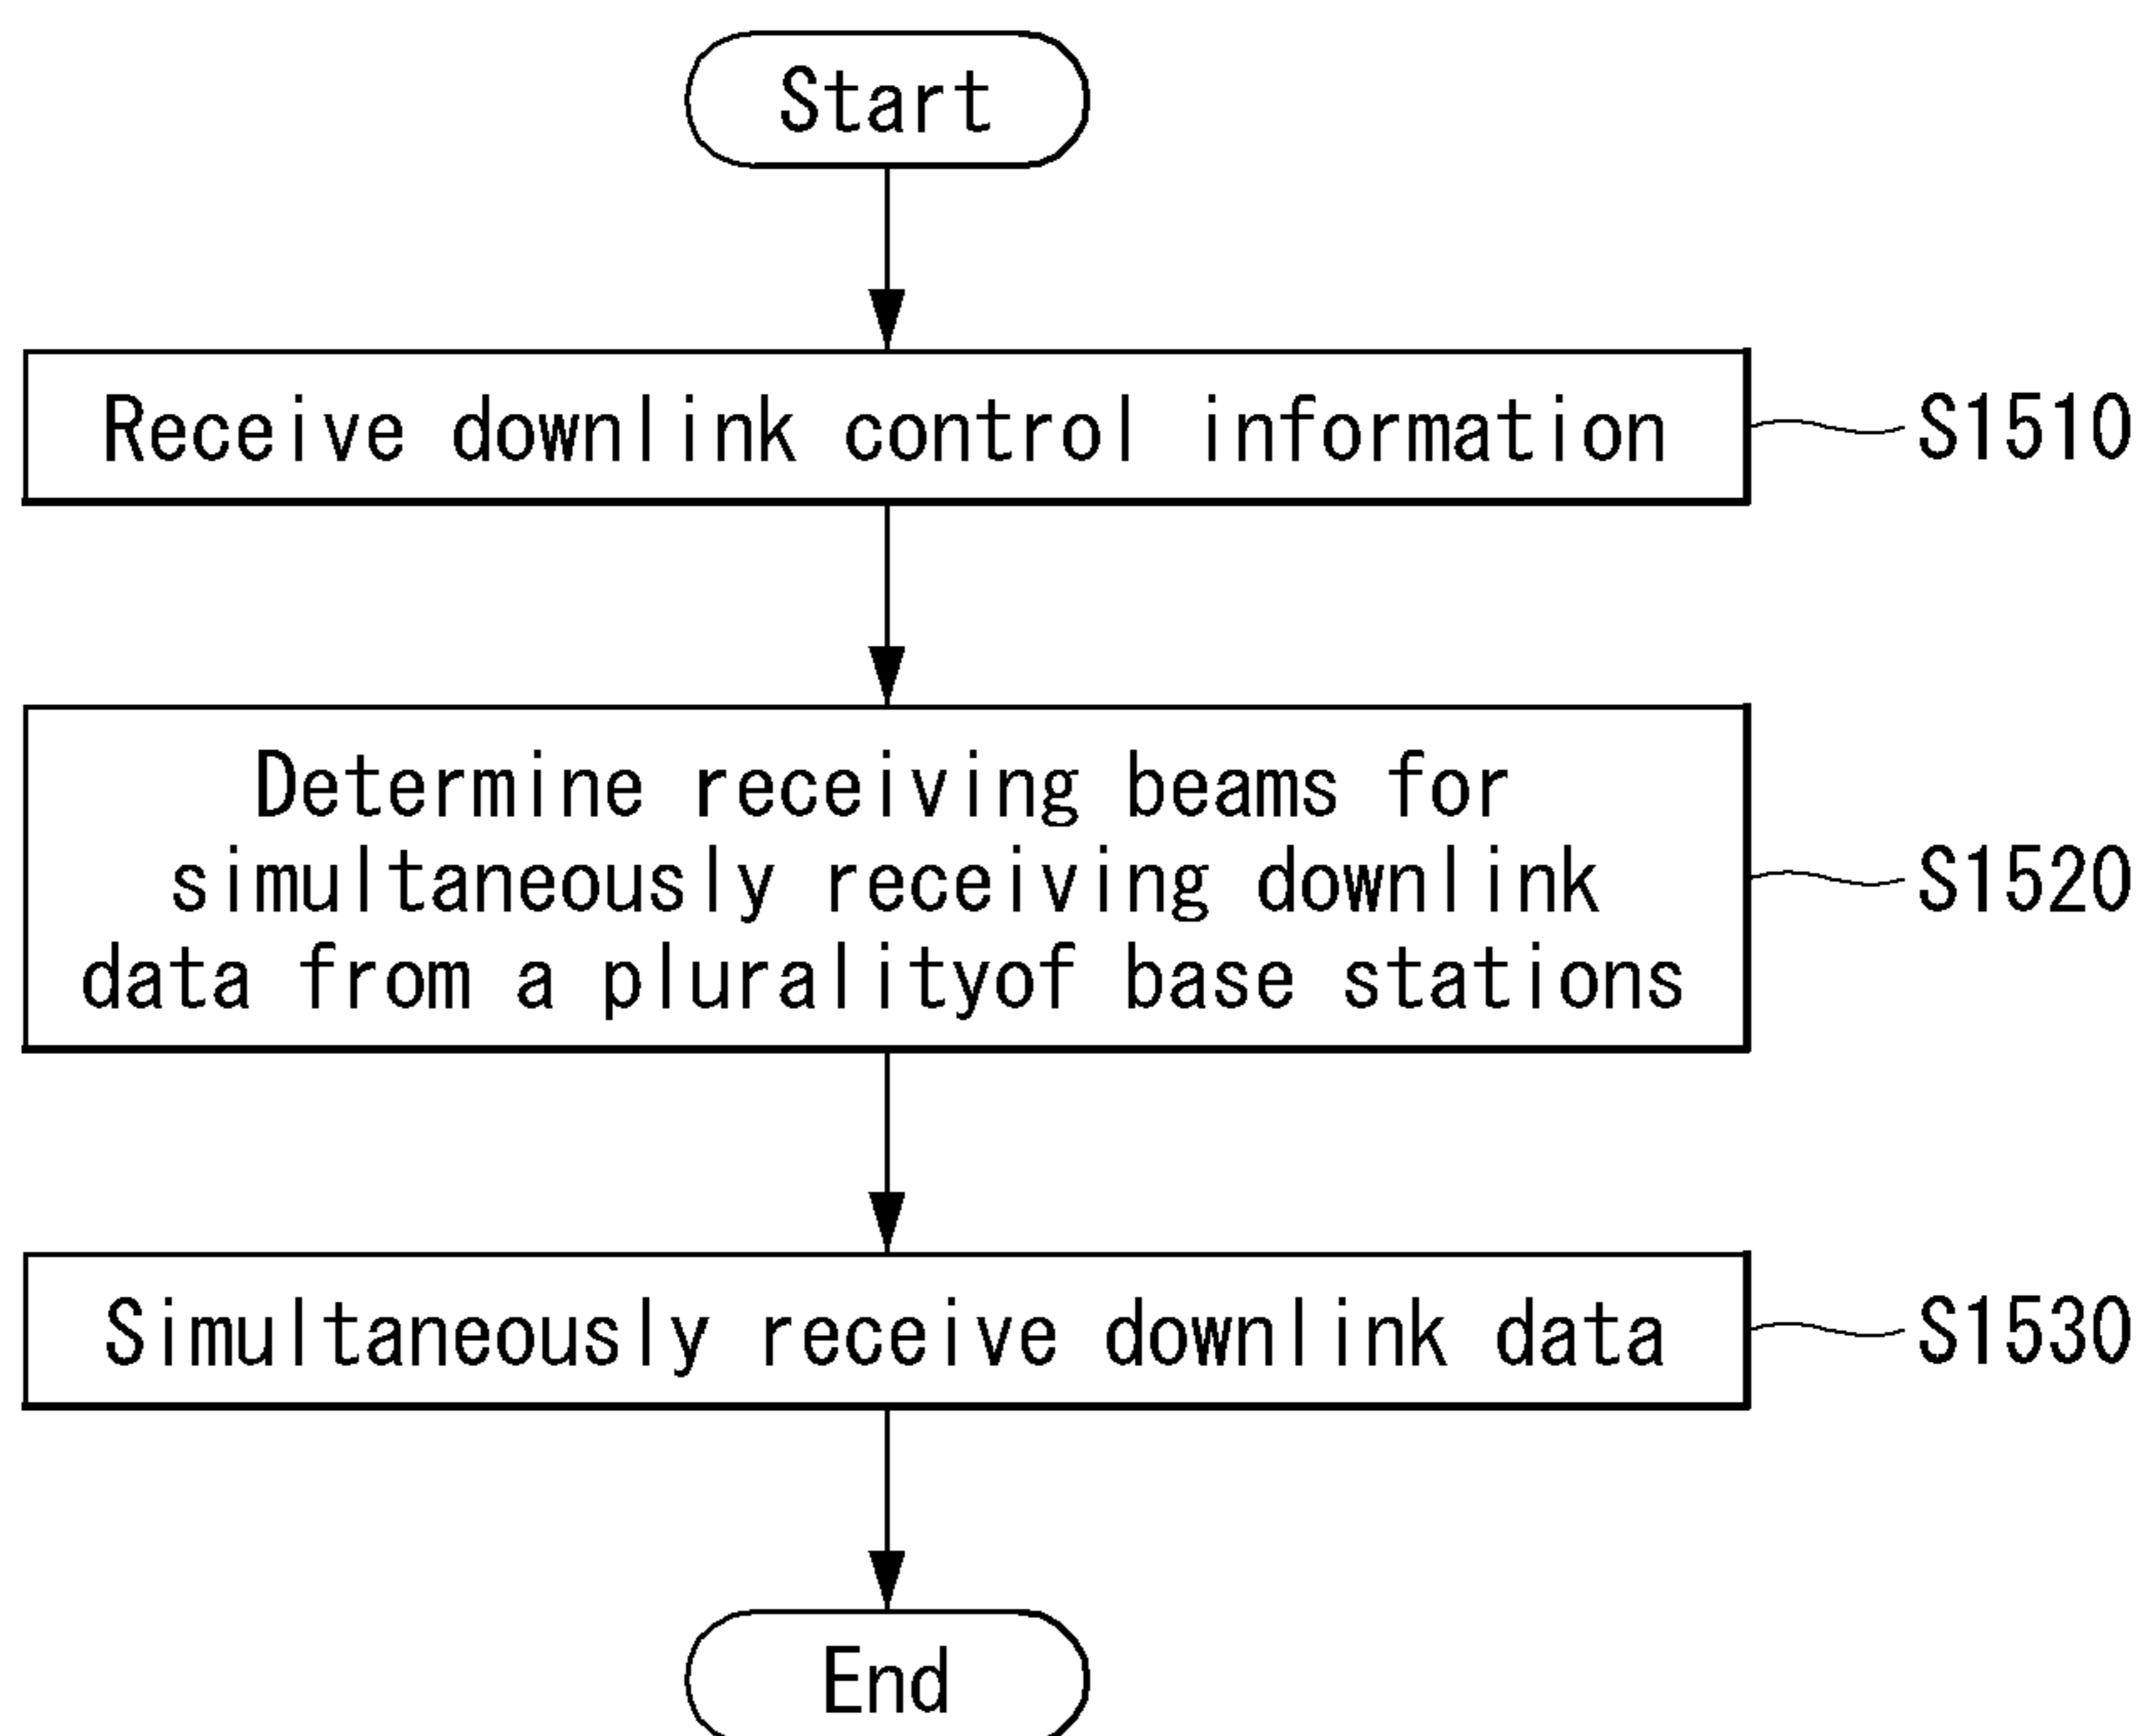 Start
Receive downlink control information
S1510
Determine receiving beams for
simultaneously receiving downlink
data from a pluralityof base stations
S1520
Simultaneously receive downlink data
S1530
End